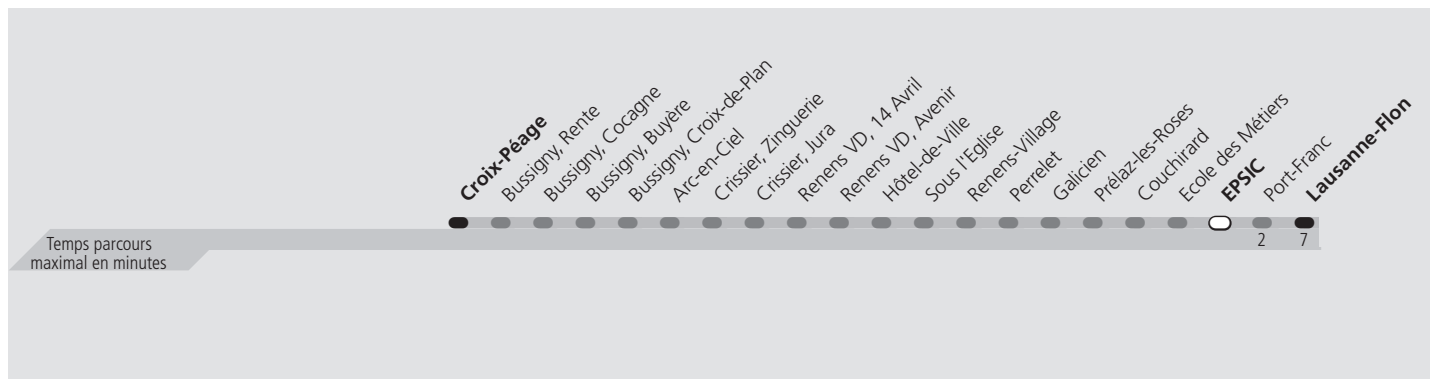 Croix-Péage
Bussigny, Rente
Bussigny, Cocagne
Bussigny, Buyère
Bussigny, Croix-de-Plan
Arc-en-Ciel
Crissier, Zinguerie
Crissier, Jura
Renens VD, 14 Avril
Renens VD, Avenir
Hôtel-de-Ville
Sous l'Eglise
Renens-Village
Perrelet
Galicien
Prélaz-les-Roses
Couchirard
Ecole des Métiers
EPSIC
Port-Franc
Lausanne-Flon
Temps parcours
maximal en minutes
2 7